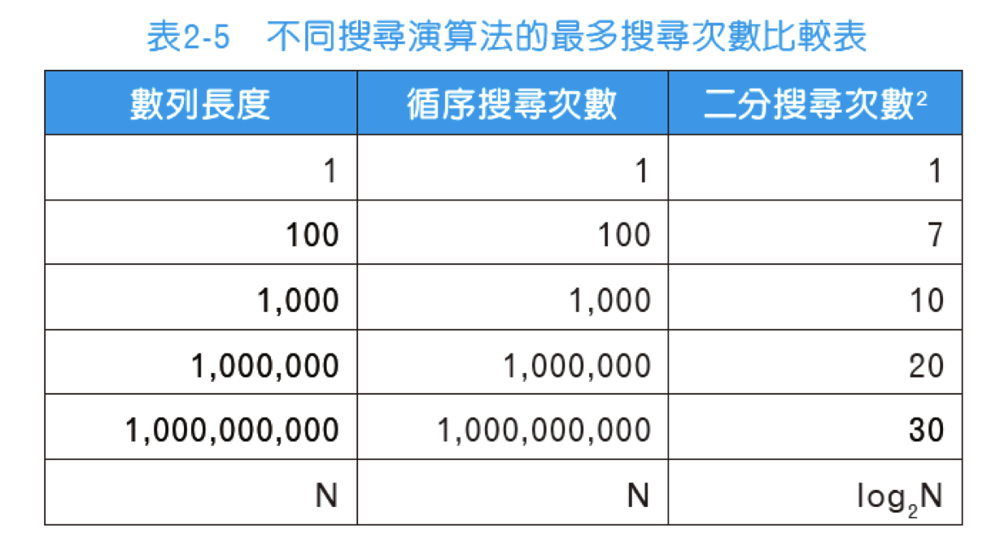 表2-5 不同搜尋演算法的最多搜尋次數比較表
數列長度 循序搜尋次數 二分搜尋次數²
1 1 1
100 100 7
1,000 1,000 10
1,000,000 1,000,000 20
1,000,000,000 1,000,000,000 30
N N log₂N